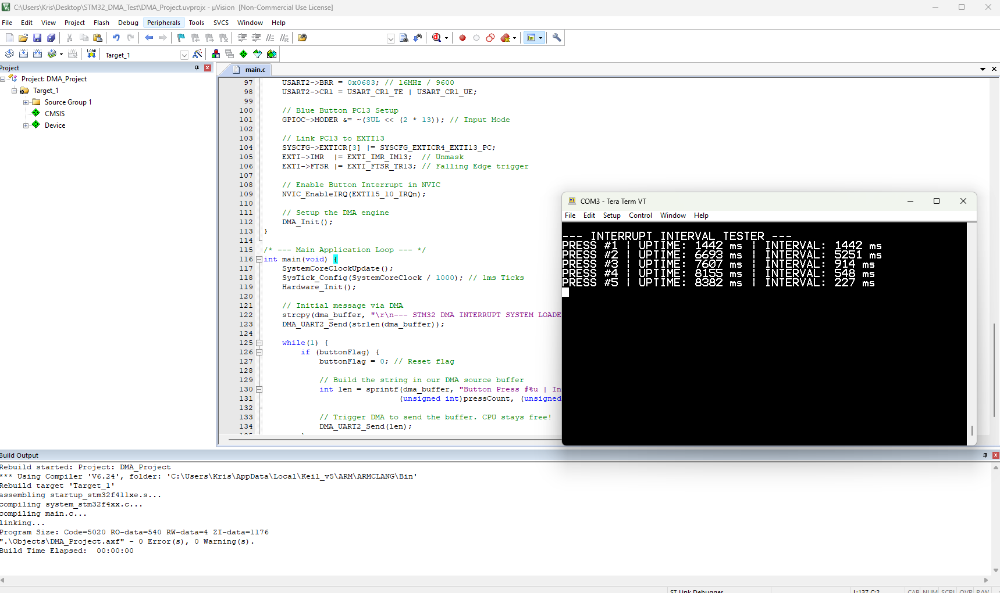 C:\Users\Kris\Desktop\STM32_DMA_Test\DMA_Project.uvprojx - µVision [Non-Commercial Use License]
File Edit View Project Flash Debug Peripherals Tools SVCS Window Help
LOAD Target_1
Project
main.c
Project: DMA_Project
Target_1
Source Group 1
CMSIS
Device
97 USART2->BRR = 0x0683; // 16MHz / 9600
98 USART2->CR1 = USART_CR1_TE | USART_CR1_UE;
99
100 // Blue Button PC13 Setup
101 GPIOC->MODER &= ~(3UL << (2 * 13)); // Input Mode
102
103 // Link PC13 to EXTI13
104 SYSCFG->EXTICR[3] |= SYSCFG_EXTICR4_EXTI13_PC;
105 EXTI->IMR |= EXTI_IMR_IM13; // Unmask
106 EXTI->FTSR |= EXTI_FTSR_TR13; // Falling Edge trigger
107
108 // Enable Button Interrupt in NVIC
109 NVIC_EnableIRQ(EXTI15_10_IRQn);
110
111 // Setup the DMA engine
112 DMA_Init();
113 }
114
115 /* --- Main Application Loop --- */
116 int main(void) {
117 SystemCoreClockUpdate();
118 SysTick_Config(SystemCoreClock / 1000); // 1ms Ticks
119 Hardware_Init();
120
121 // Initial message via DMA
122 strcpy(dma_buffer, "\r\n--- STM32 DMA INTERRUPT SYSTEM LOADE
123 DMA_UART2_Send(strlen(dma_buffer));
124
125 while(1) {
126 if (buttonFlag) {
127 buttonFlag = 0; // Reset flag
128
129 // Build the string in our DMA source buffer
130 int len = sprintf(dma_buffer, "Button Press #%u | In
131 (unsigned int)pressCount, (unsigned
132
133 // Trigger DMA to send the buffer. CPU stays free!
134 DMA_UART2_Send(len);
COM3 - Tera Term VT
File Edit Setup Control Window Help
--- INTERRUPT INTERVAL TESTER ---
PRESS #1 | UPTIME: 1442 ms | INTERVAL: 1442 ms
PRESS #2 | UPTIME: 6693 ms | INTERVAL: 5251 ms
PRESS #3 | UPTIME: 7607 ms | INTERVAL: 914 ms
PRESS #4 | UPTIME: 8155 ms | INTERVAL: 548 ms
PRESS #5 | UPTIME: 8382 ms | INTERVAL: 227 ms
Build Output
Rebuild started: Project: DMA_Project
*** Using Compiler 'V6.24', folder: 'C:\Users\Kris\AppData\Local\Keil_v5\ARM\ARMCLANG\Bin'
Rebuild target 'Target_1'
assembling startup_stm32f411xe.s...
compiling system_stm32f4xx.c...
compiling main.c...
linking...
Program Size: Code=5020 RO-data=540 RW-data=4 ZI-data=1176
".\Objects\DMA_Project.axf" - 0 Error(s), 0 Warning(s).
Build Time Elapsed: 00:00:00
ST-Link Debugger L:137 C:2 CAP NUM SCRL OVR R/W